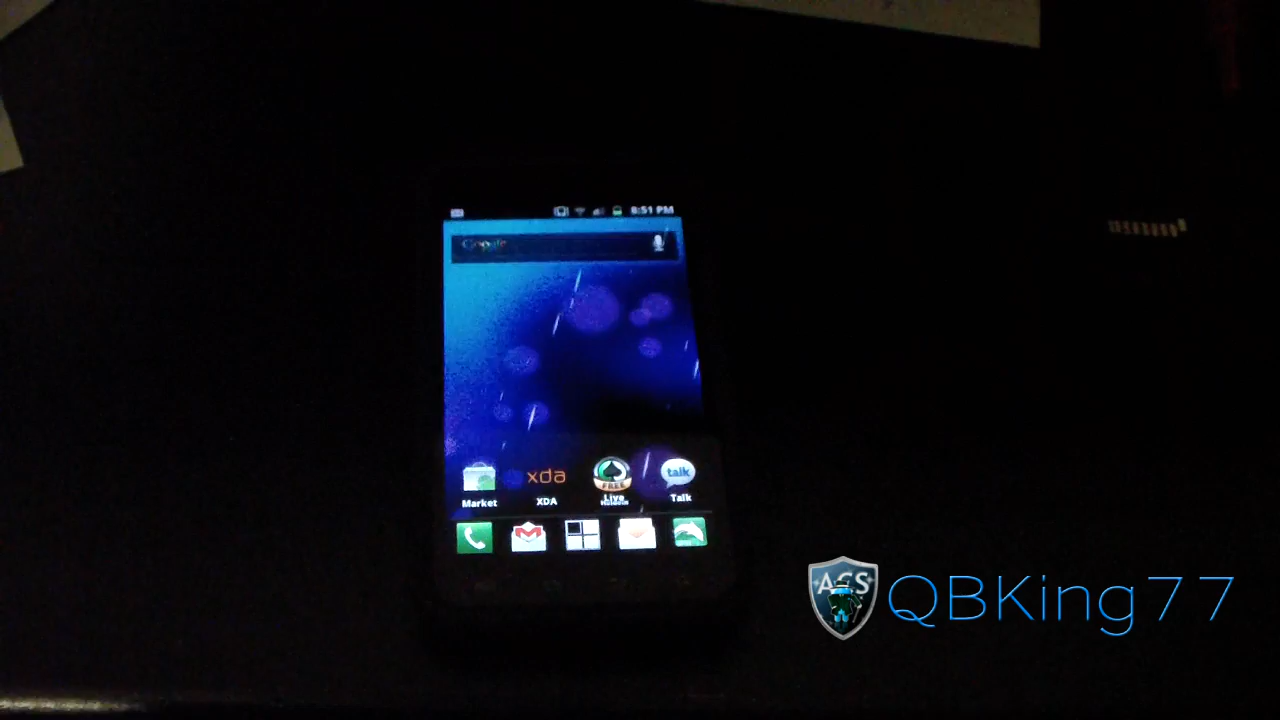 8:51 PM
Google
xda
FREE
talk
Market
XDA
Live
Talk
ACS
QBKing77